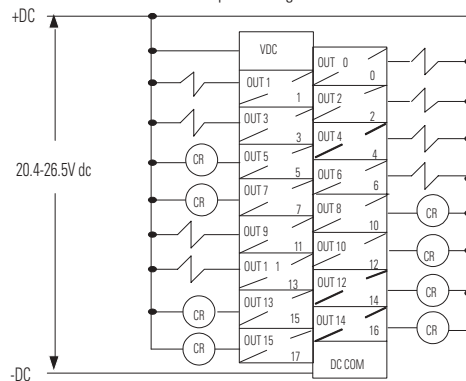 +DC
VDC
OUT 0
0
OUT 1
1
OUT 2
2
OUT 3
3
OUT 4
4
OUT 5
5
CR
OUT 6
6
OUT 7
7
CR
OUT 8
10
CR
OUT 9
11
OUT 10
12
CR
OUT 1 1
13
OUT 12
14
CR
OUT 13
15
CR
OUT 14
16
CR
OUT 15
17
CR
DC COM
20.4-26.5V dc
-DC